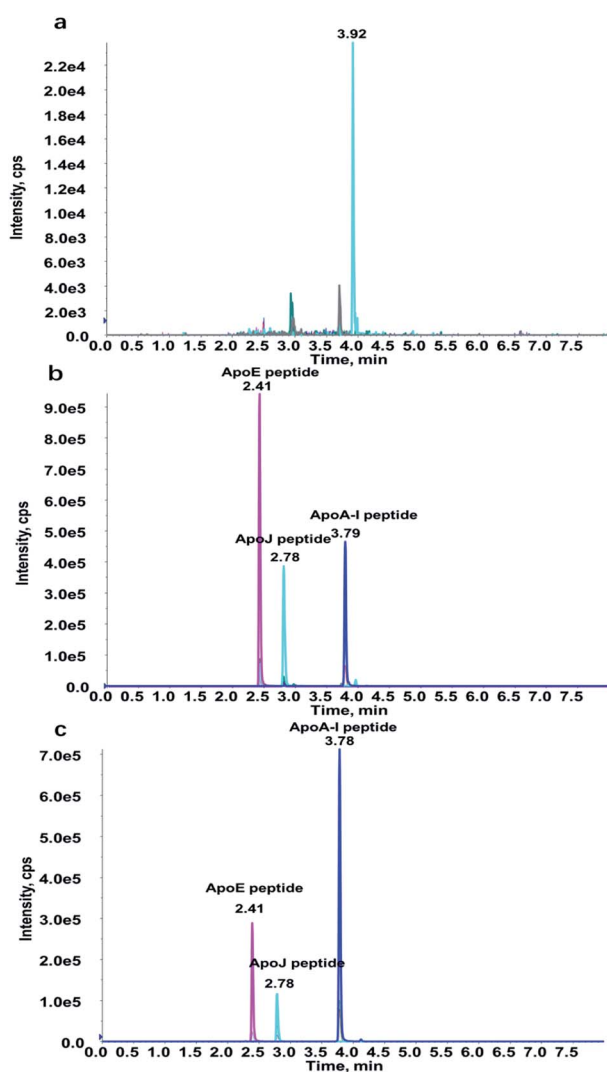 a
3.92
2.2e4
2.0e4
1.8e4
1.6e4
1.4e4
1.2e4
1.0e4
8.0e3
6.0e3
4.0e3
2.0e3
0.0
Intensity, cps
0.0 0.5 1.0 1.5 2.0 2.5 3.0 3.5 4.0 4.5 5.0 5.5 6.0 6.5 7.0 7.5
Time, min
b
ApoE peptide
2.41
9.0e5
8.0e5
7.0e5
6.0e5
5.0e5
4.0e5
3.0e5
2.0e5
1.0e5
0.0
Intensity, cps
ApoA-I peptide
3.79
ApoJ peptide
2.78
0.0 0.5 1.0 1.5 2.0 2.5 3.0 3.5 4.0 4.5 5.0 5.5 6.0 6.5 7.0 7.5
Time, min
c
ApoA-I peptide
3.78
7.0e5
6.0e5
5.0e5
4.0e5
3.0e5
2.0e5
1.0e5
0.0
Intensity, cps
ApoE peptide
2.41
ApoJ peptide
2.78
0.0 0.5 1.0 1.5 2.0 2.5 3.0 3.5 4.0 4.5 5.0 5.5 6.0 6.5 7.0 7.5
Time, min